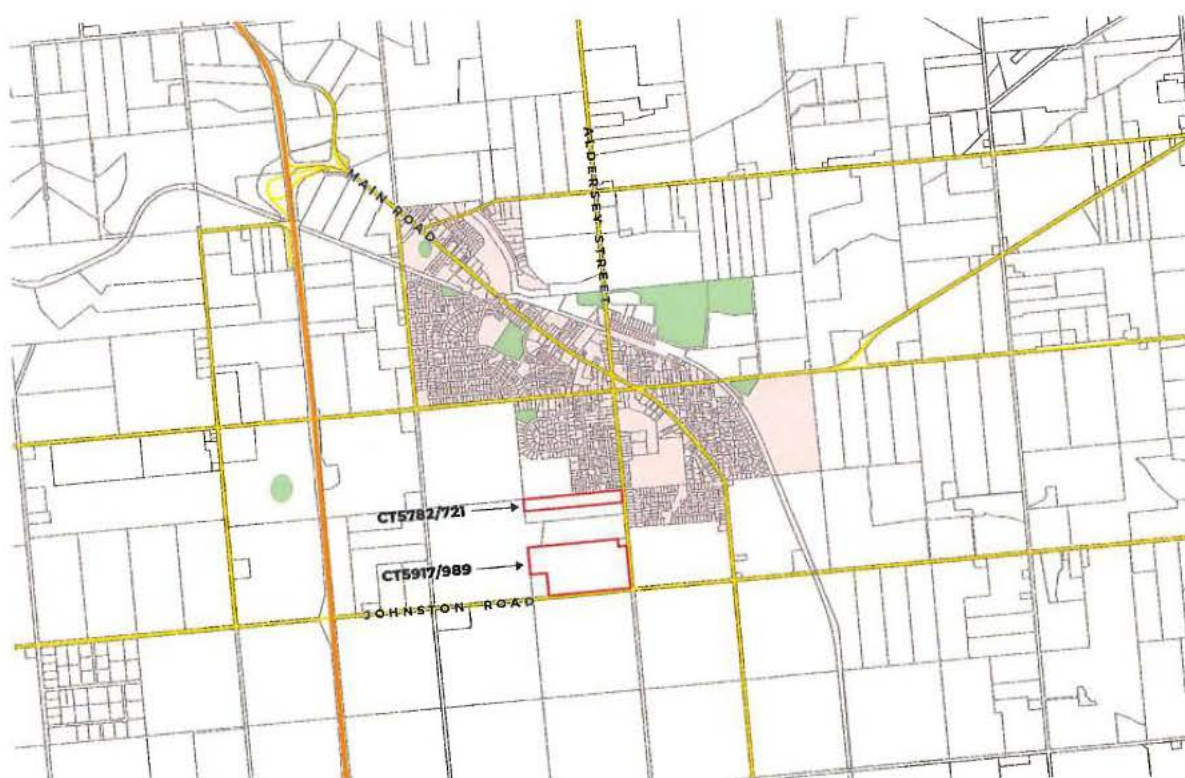 ALDERSEY STREET
MAIN ROAD
CT5782/721
CT5917/989
JOHNSTON ROAD